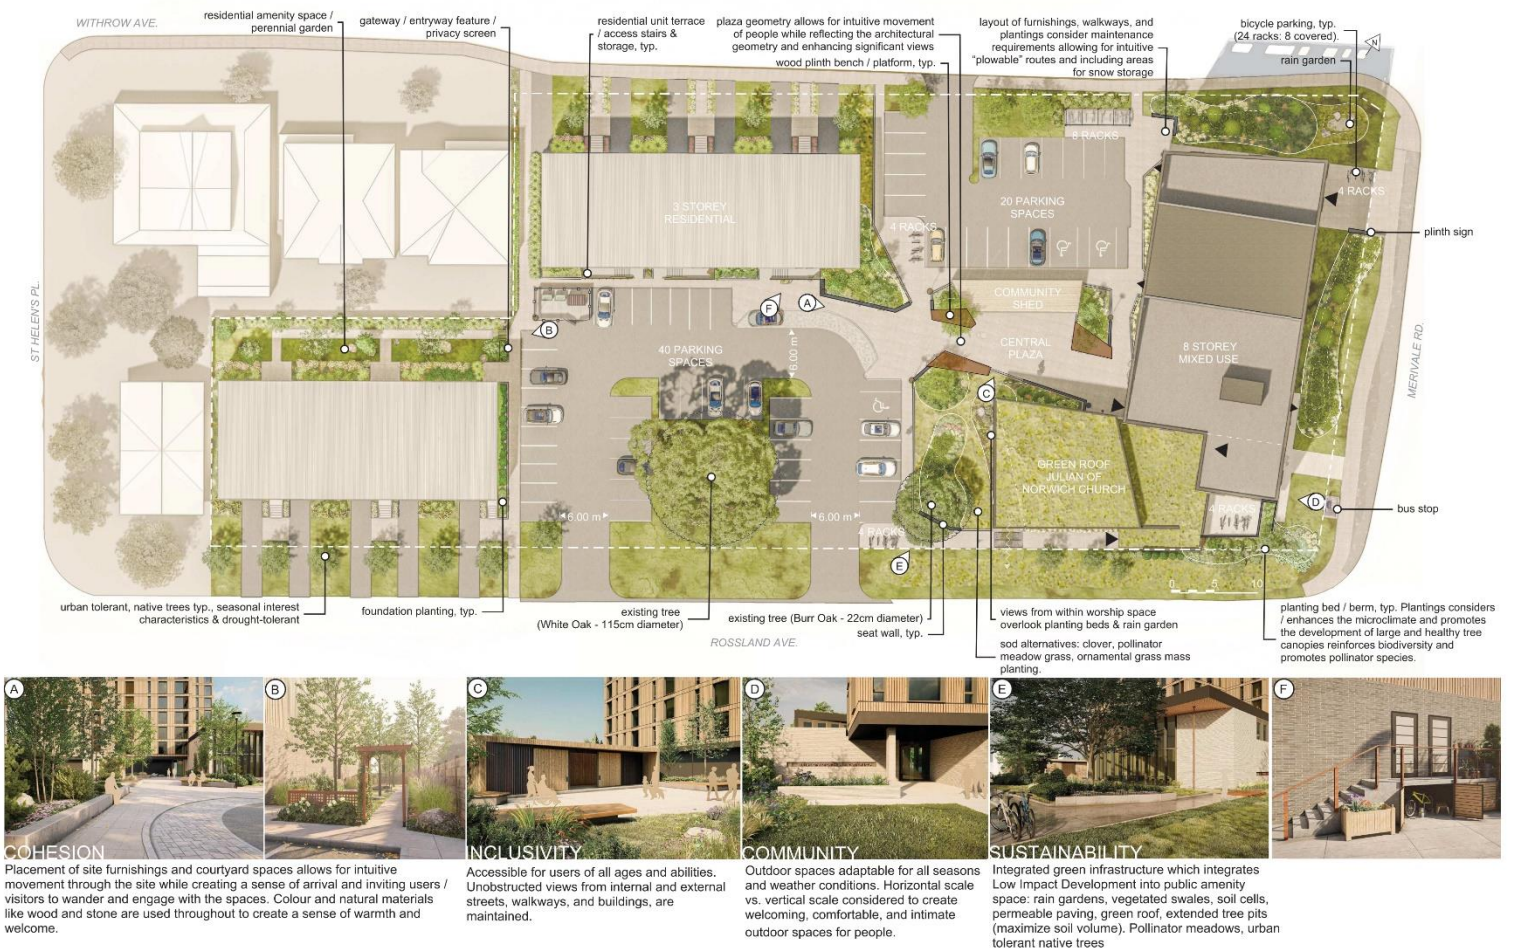 WITHROW AVE.
residential amenity space /
perennial garden
gateway / entryway feature /
privacy screen
residential unit terrace
/ access stairs &
storage, typ.
plaza geometry allows for intuitive movement
of people while reflecting the architectural
geometry and enhancing significant views
wood plinth bench / platform, typ.
layout of furnishings, walkways, and
plantings consider maintenance
requirements allowing for intuitive
"plowable" routes and including areas
for snow storage
bicycle parking, typ.
(24 racks: 8 covered).
rain garden
N
8 RACKS
4 RACKS
3 STOREY
RESIDENTIAL
20 PARKING
SPACES
4 RACKS
plinth sign
ST HELEN'S PL.
COMMUNITY
SHED
F
A
B
40 PARKING
SPACES
6.00 m
CENTRAL
PLAZA
8 STOREY
MIXED USE
MERIVALE RD.
C
GREEN ROOF
JULIAN OF
NORWICH CHURCH
6.00 m
6.00 m
4 RACKS
4 RACKS
D
bus stop
E
0 5 10
urban tolerant, native trees typ., seasonal interest
characteristics & drought-tolerant
foundation planting, typ.
existing tree
(White Oak - 115cm diameter)
existing tree (Burr Oak - 22cm diameter)
seat wall, typ.
views from within worship space
overlook planting beds & rain garden
sod alternatives: clover, pollinator
meadow grass, ornamental grass mass
planting.
planting bed / berm, typ. Plantings considers
/ enhances the microclimate and promotes
the development of large and healthy tree
canopies reinforces biodiversity and
promotes pollinator species.
ROSSLAND AVE.
A
B
C
D
E
F
COHESION
Placement of site furnishings and courtyard spaces allows for intuitive
movement through the site while creating a sense of arrival and inviting users /
visitors to wander and engage with the spaces. Colour and natural materials
like wood and stone are used throughout to create a sense of warmth and
welcome.
INCLUSIVITY
Accessible for users of all ages and abilities.
Unobstructed views from internal and external
streets, walkways, and buildings, are
maintained.
COMMUNITY
Outdoor spaces adaptable for all seasons
and weather conditions. Horizontal scale
vs. vertical scale considered to create
welcoming, comfortable, and intimate
outdoor spaces for people.
SUSTAINABILITY
Integrated green infrastructure which integrates
Low Impact Development into public amenity
space: rain gardens, vegetated swales, soil cells,
permeable paving, green roof, extended tree pits
(maximize soil volume). Pollinator meadows, urban
tolerant native trees